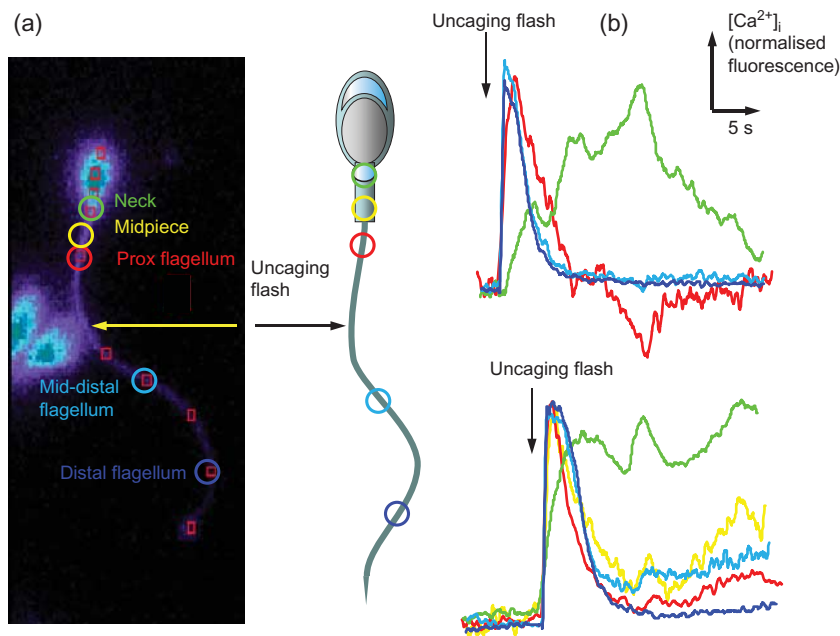 (a)
Neck
Midpiece
Prox flagellum
Mid-distal
flagellum
Distal flagellum
Uncaging
flash
(b)
Uncaging flash
[Ca²⁺]ᵢ
(normalised
fluorescence)
5 s
Uncaging flash